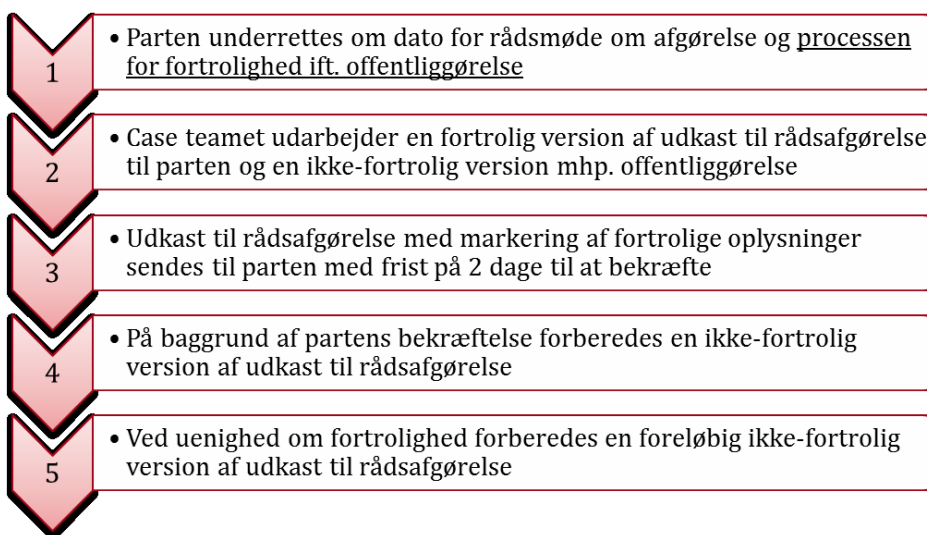 1
• Parten underrettes om dato for rådsmøde om afgørelse og processen
for fortrolighed ift. offentliggørelse
2
• Case teamet udarbejder en fortrolig version af udkast til rådsafgørelse
til parten og en ikke-fortrolig version mhp. offentliggørelse
3
• Udkast til rådsafgørelse med markering af fortrolige oplysninger
sendes til parten med frist på 2 dage til at bekræfte
4
• På baggrund af partens bekræftelse forberedes en ikke-fortrolig
version af udkast til rådsafgørelse
5
• Ved uenighed om fortrolighed forberedes en foreløbig ikke-fortrolig
version af udkast til rådsafgørelse